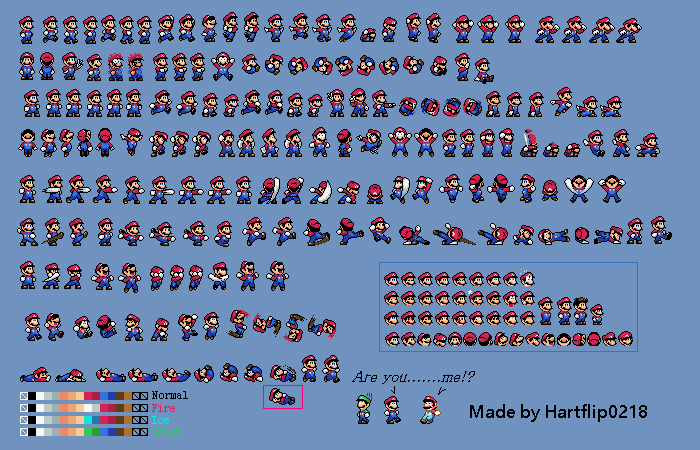 Are you.......me!?
Normal
Fire
Ice
Made by Hartflip0218